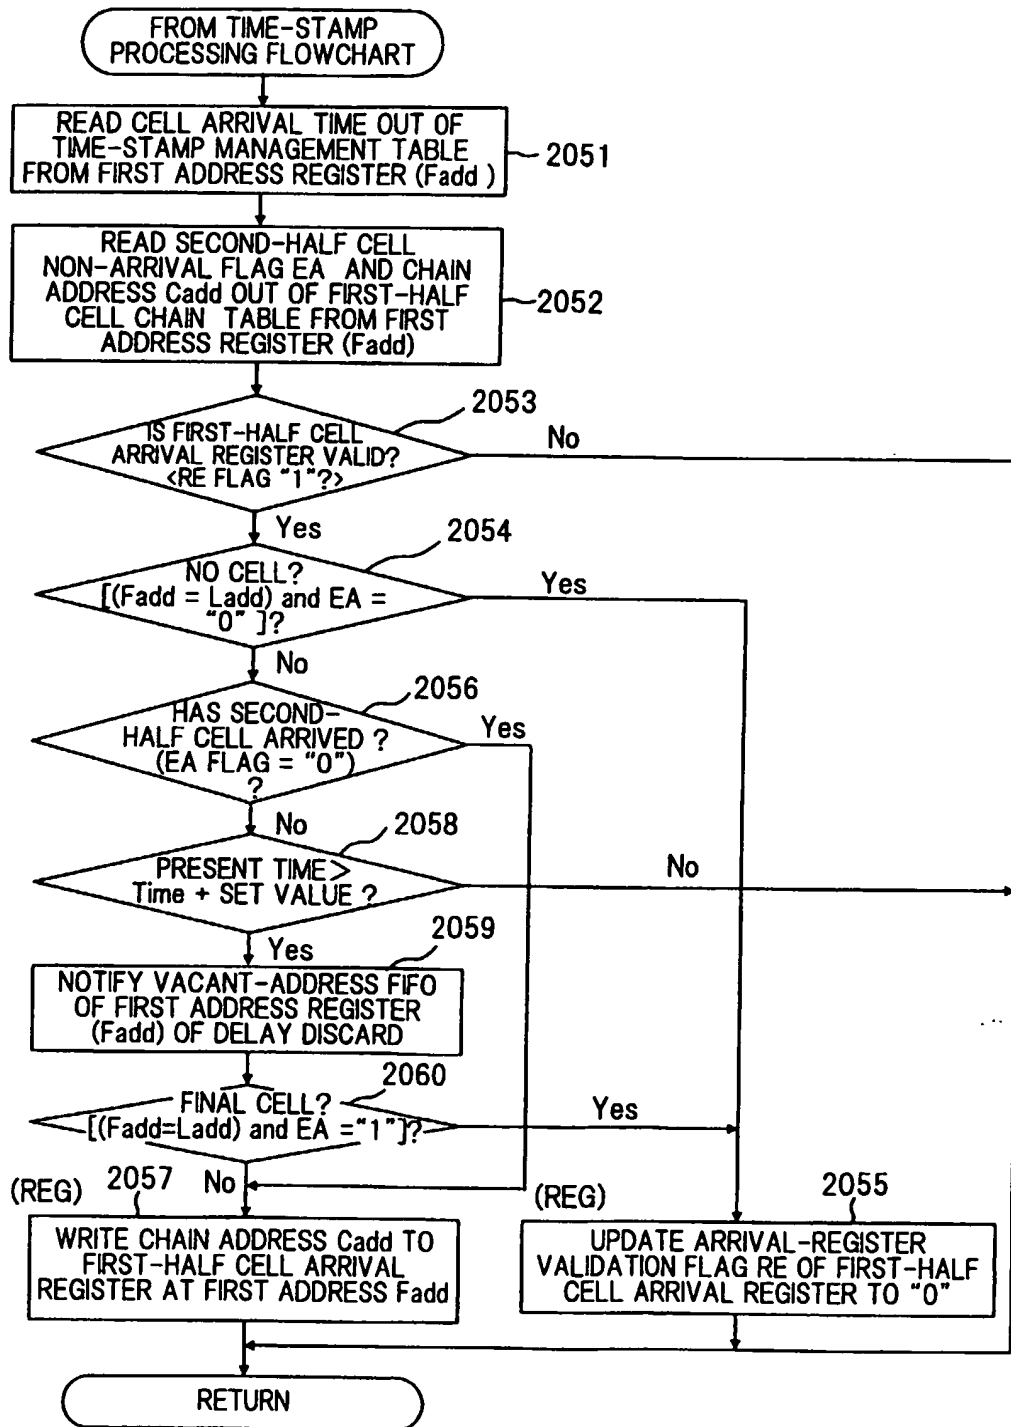 FROM TIME-STAMP
PROCESSING FLOWCHART
READ CELL ARRIVAL TIME OUT OF
TIME-STAMP MANAGEMENT TABLE
FROM FIRST ADDRESS REGISTER (Fadd )
2051
READ SECOND-HALF CELL
NON-ARRIVAL FLAG EA AND CHAIN
ADDRESS Cadd OUT OF FIRST-HALF
CELL CHAIN TABLE FROM FIRST
ADDRESS REGISTER (Fadd)
2052
2053
IS FIRST-HALF CELL
ARRIVAL REGISTER VALID?
<RE FLAG "1"?>
No
Yes
2054
NO CELL?
[(Fadd = Ladd) and EA =
"0" ]?
Yes
No
2056
HAS SECOND-
HALF CELL ARRIVED ?
(EA FLAG = "0")
?
Yes
No
2058
PRESENT TIME >
Time + SET VALUE ?
No
Yes
2059
NOTIFY VACANT-ADDRESS FIFO
OF FIRST ADDRESS REGISTER
(Fadd) OF DELAY DISCARD
2060
FINAL CELL?
[(Fadd=Ladd) and EA ="1"]?
Yes
No
(REG)
2057
WRITE CHAIN ADDRESS Cadd TO
FIRST-HALF CELL ARRIVAL
REGISTER AT FIRST ADDRESS Fadd
(REG)
2055
UPDATE ARRIVAL-REGISTER
VALIDATION FLAG RE OF FIRST-HALF
CELL ARRIVAL REGISTER TO "0"
RETURN